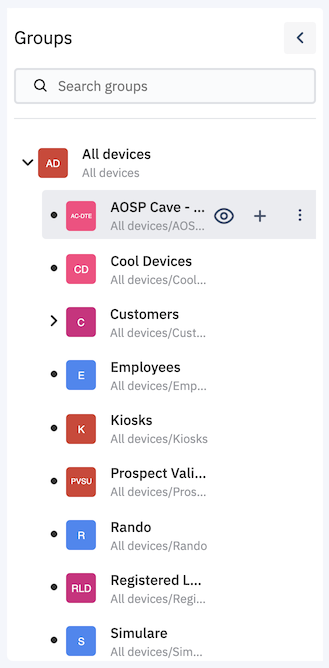 Groups
Search groups
AD
All devices
All devices
AC-OTE
AOSP Cave - ...
All devices/AOS...
CD
Cool Devices
All devices/Cool...
C
Customers
All devices/Cust...
E
Employees
All devices/Emp...
K
Kiosks
All devices/Kiosks
PVSU
Prospect Vali...
All devices/Pros...
R
Rando
All devices/Rando
RLD
Registered L...
All devices/Regi...
S
Simulare
All devices/Sim...